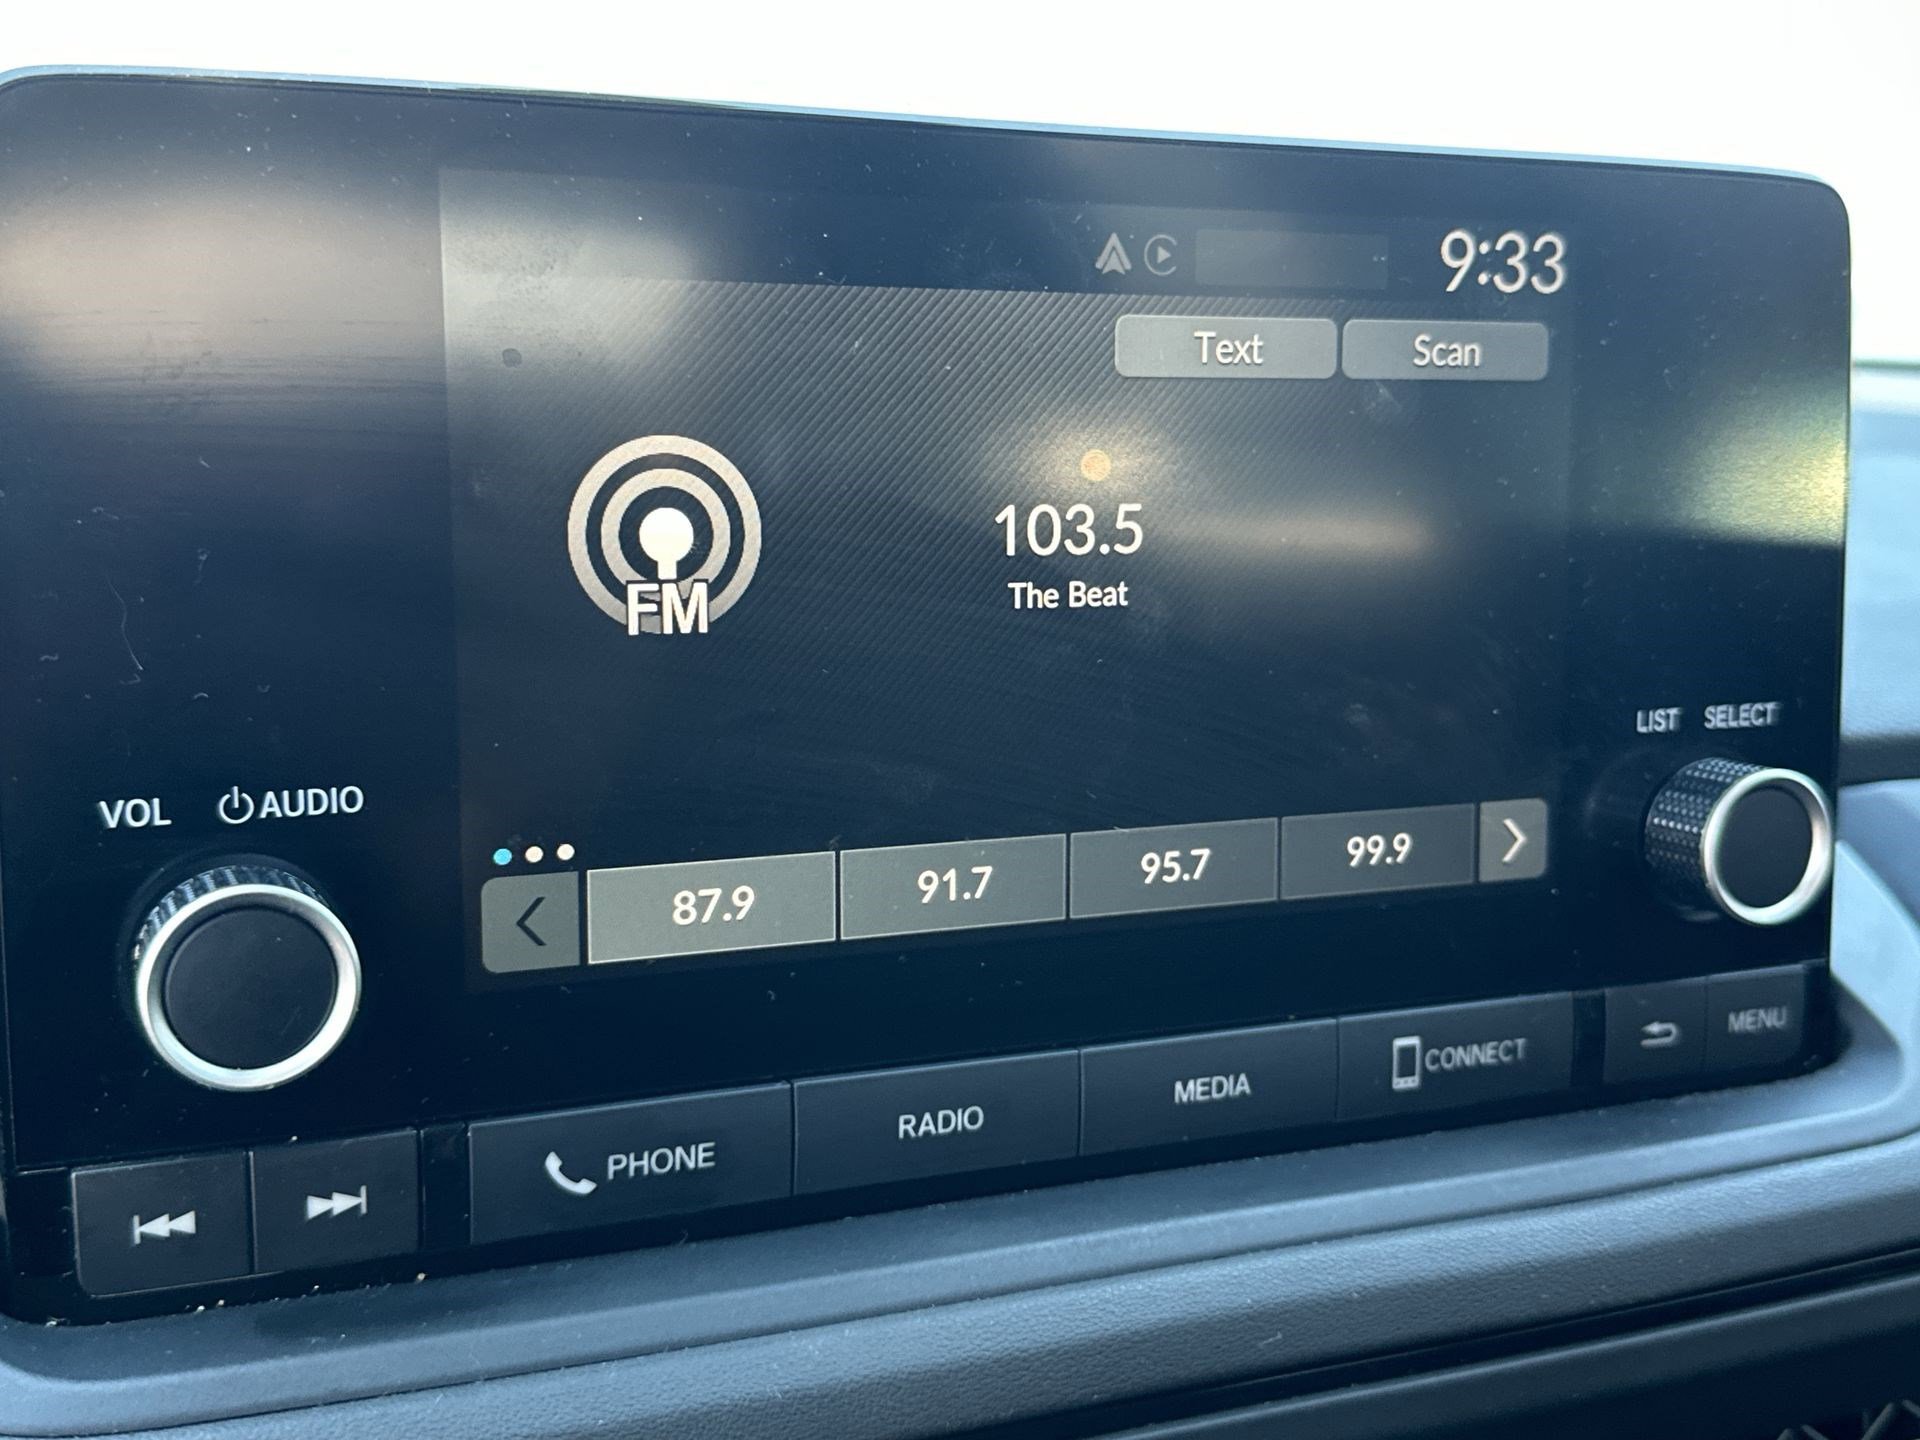 9:33
Text Scan
FM
103.5
The Beat
LIST SELECT
VOL AUDIO
87.9 91.7 95.7 99.9
PHONE RADIO MEDIA CONNECT MENU